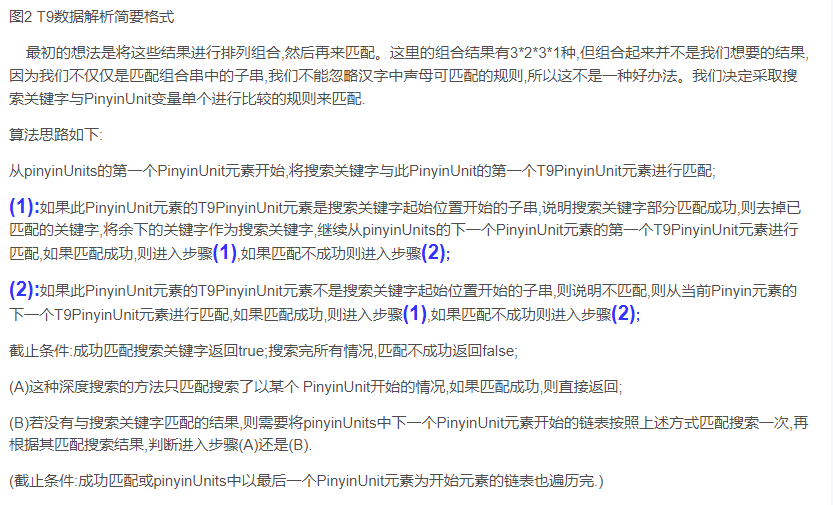 图2 T9数据解析简要格式
最初的想法是将这些结果进行排列组合,然后再来匹配。这里的组合结果有3*2*3*1种,但组合起来并不是我们想要的结果,
因为我们不仅仅是匹配组合串中的子串,我们不能忽略汉字中声母可匹配的规则,所以这不是一种好办法。我们决定采取搜
索关键字与PinyinUnit变量单个进行比较的规则来匹配.
算法思路如下:
从pinyinUnits的第一个PinyinUnit元素开始,将搜索关键字与此PinyinUnit的第一个T9PinyinUnit元素进行匹配;
(1):如果此PinyinUnit元素的T9PinyinUnit元素是搜索关键字起始位置开始的子串,说明搜索关键字部分匹配成功,则去掉已
匹配的关键字,将余下的关键字作为搜索关键字,继续从pinyinUnits的下一个PinyinUnit元素的第一个T9PinyinUnit元素进行
匹配,如果匹配成功,则进入步骤(1),如果匹配不成功则进入步骤(2);
(2):如果此PinyinUnit元素的T9PinyinUnit元素不是搜索关键字起始位置开始的子串,则说明不匹配,则从当前Pinyin元素的
下一个T9PinyinUnit元素进行匹配,如果匹配成功,则进入步骤(1),如果匹配不成功则进入步骤(2);
截止条件:成功匹配搜索关键字返回true;搜索完所有情况,匹配不成功返回false;
(A)这种深度搜索的方法只匹配搜索了以某个 PinyinUnit开始的情况,如果匹配成功,则直接返回;
(B)若没有与搜索关键字匹配的结果,则需要将pinyinUnits中下一个PinyinUnit元素开始的链表按照上述方式匹配搜索一次,再
根据其匹配搜索结果,判断进入步骤(A)还是(B).
(截止条件:成功匹配或pinyinUnits中以最后一个PinyinUnit元素为开始元素的链表也遍历完.)